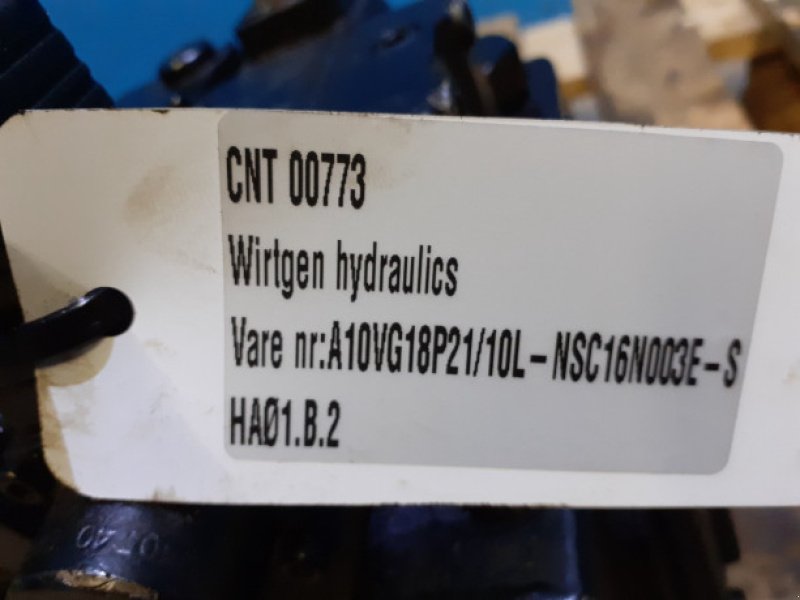 CNT 00773
Wirtgen hydraulics
Vare nr:A10VG18P21/10L-NSC16N003E-S
HAØ1.B.2